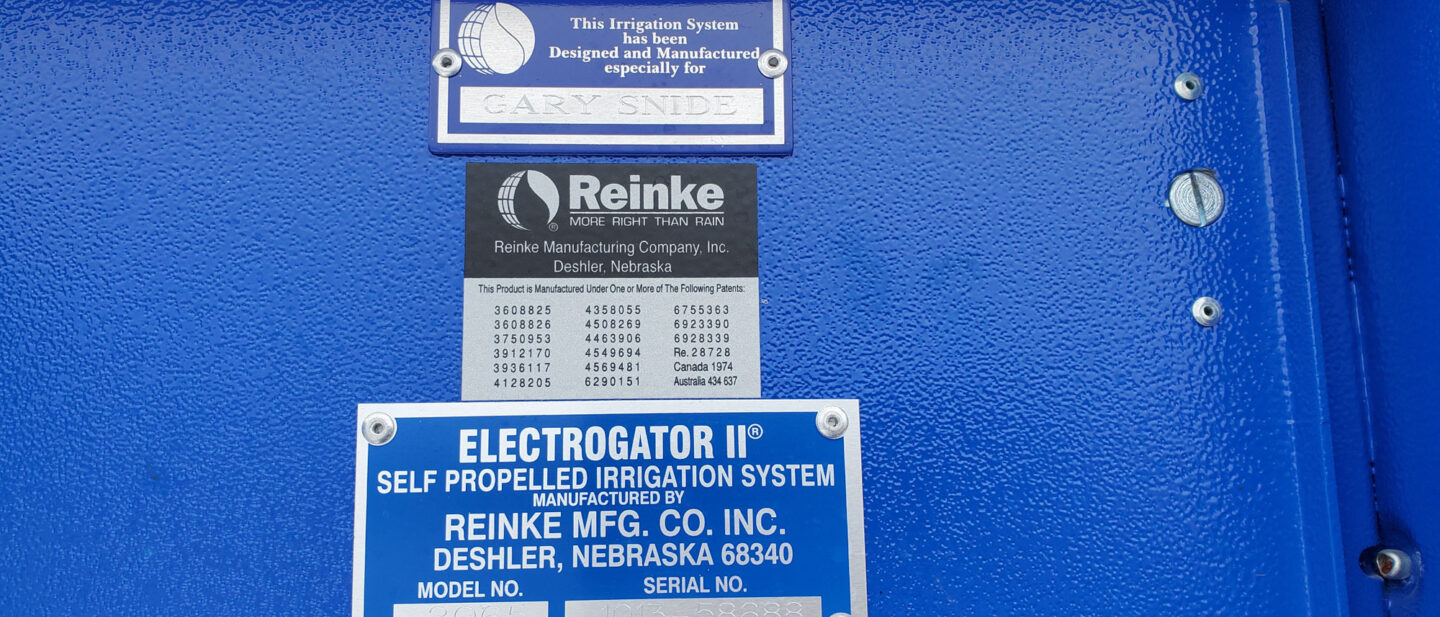 This Irrigation System
has been
Designed and Manufactured
especially for
GARY SNIDE
Reinke
®
MORE RIGHT THAN RAIN
Reinke Manufacturing Company, Inc.
Deshler, Nebraska
This Product is Manufactured Under One or More of The Following Patents:
3608825 4358055 6755363
3608826 4508269 6923390
3750953 4463906 6928339
3912170 4549694 Re. 28728
3936117 4569481 Canada 1974
4128205 6290151 Australia 434 637
ELECTROGATOR II®
SELF PROPELLED IRRIGATION SYSTEM
MANUFACTURED BY
REINKE MFG. CO. INC.
DESHLER, NEBRASKA 68340
MODEL NO. SERIAL NO.